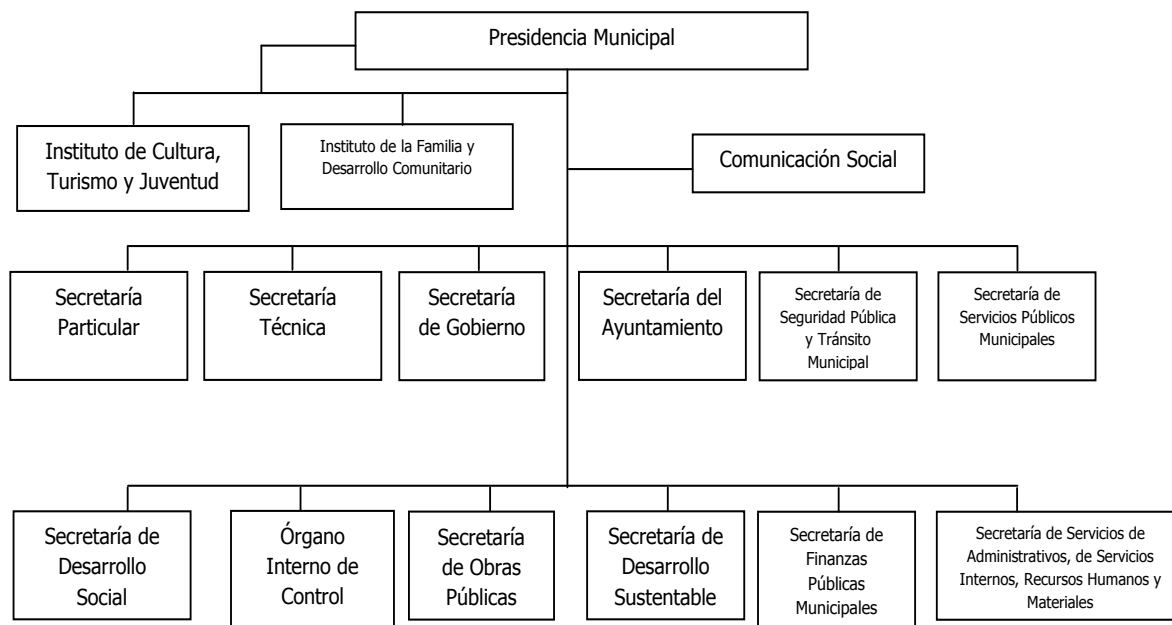 Presidencia Municipal
Instituto de Cultura,
Turismo y Juventud
Instituto de la Familia y
Desarrollo Comunitario
Comunicación Social
Secretaría
Particular
Secretaría
Técnica
Secretaría
de Gobierno
Secretaría del
Ayuntamiento
Secretaría de
Seguridad Pública
y Tránsito
Municipal
Secretaría de
Servicios Públicos
Municipales
Secretaría de
Desarrollo
Social
Órgano
Interno de
Control
Secretaría
de Obras
Públicas
Secretaría de
Desarrollo
Sustentable
Secretaría de
Finanzas
Públicas
Municipales
Secretaría de Servicios de
Administrativos, de Servicios
Internos, Recursos Humanos y
Materiales